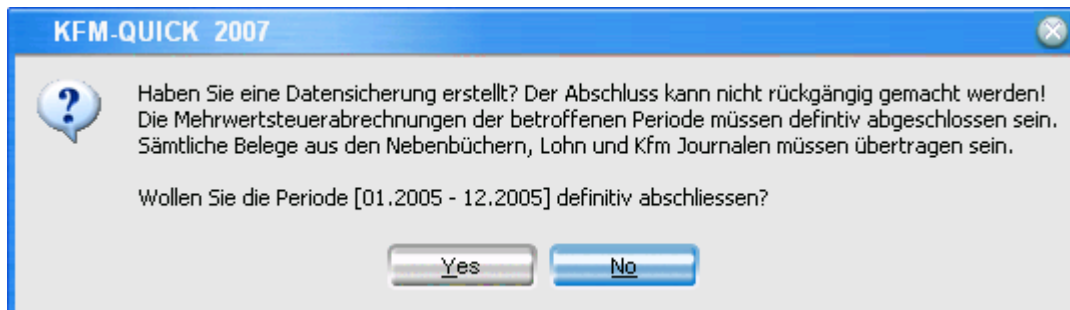 KFM-QUICK 2007
Haben Sie eine Datensicherung erstellt? Der Abschluss kann nicht rückgängig gemacht werden!
Die Mehrwertsteuerabrechnungen der betroffenen Periode müssen defintiv abgeschlossen sein.
Sämtliche Belege aus den Nebenbüchern, Lohn und Kfm Journalen müssen übertragen sein.
Wollen Sie die Periode [01.2005 - 12.2005] definitiv abschliessen?
Yes No